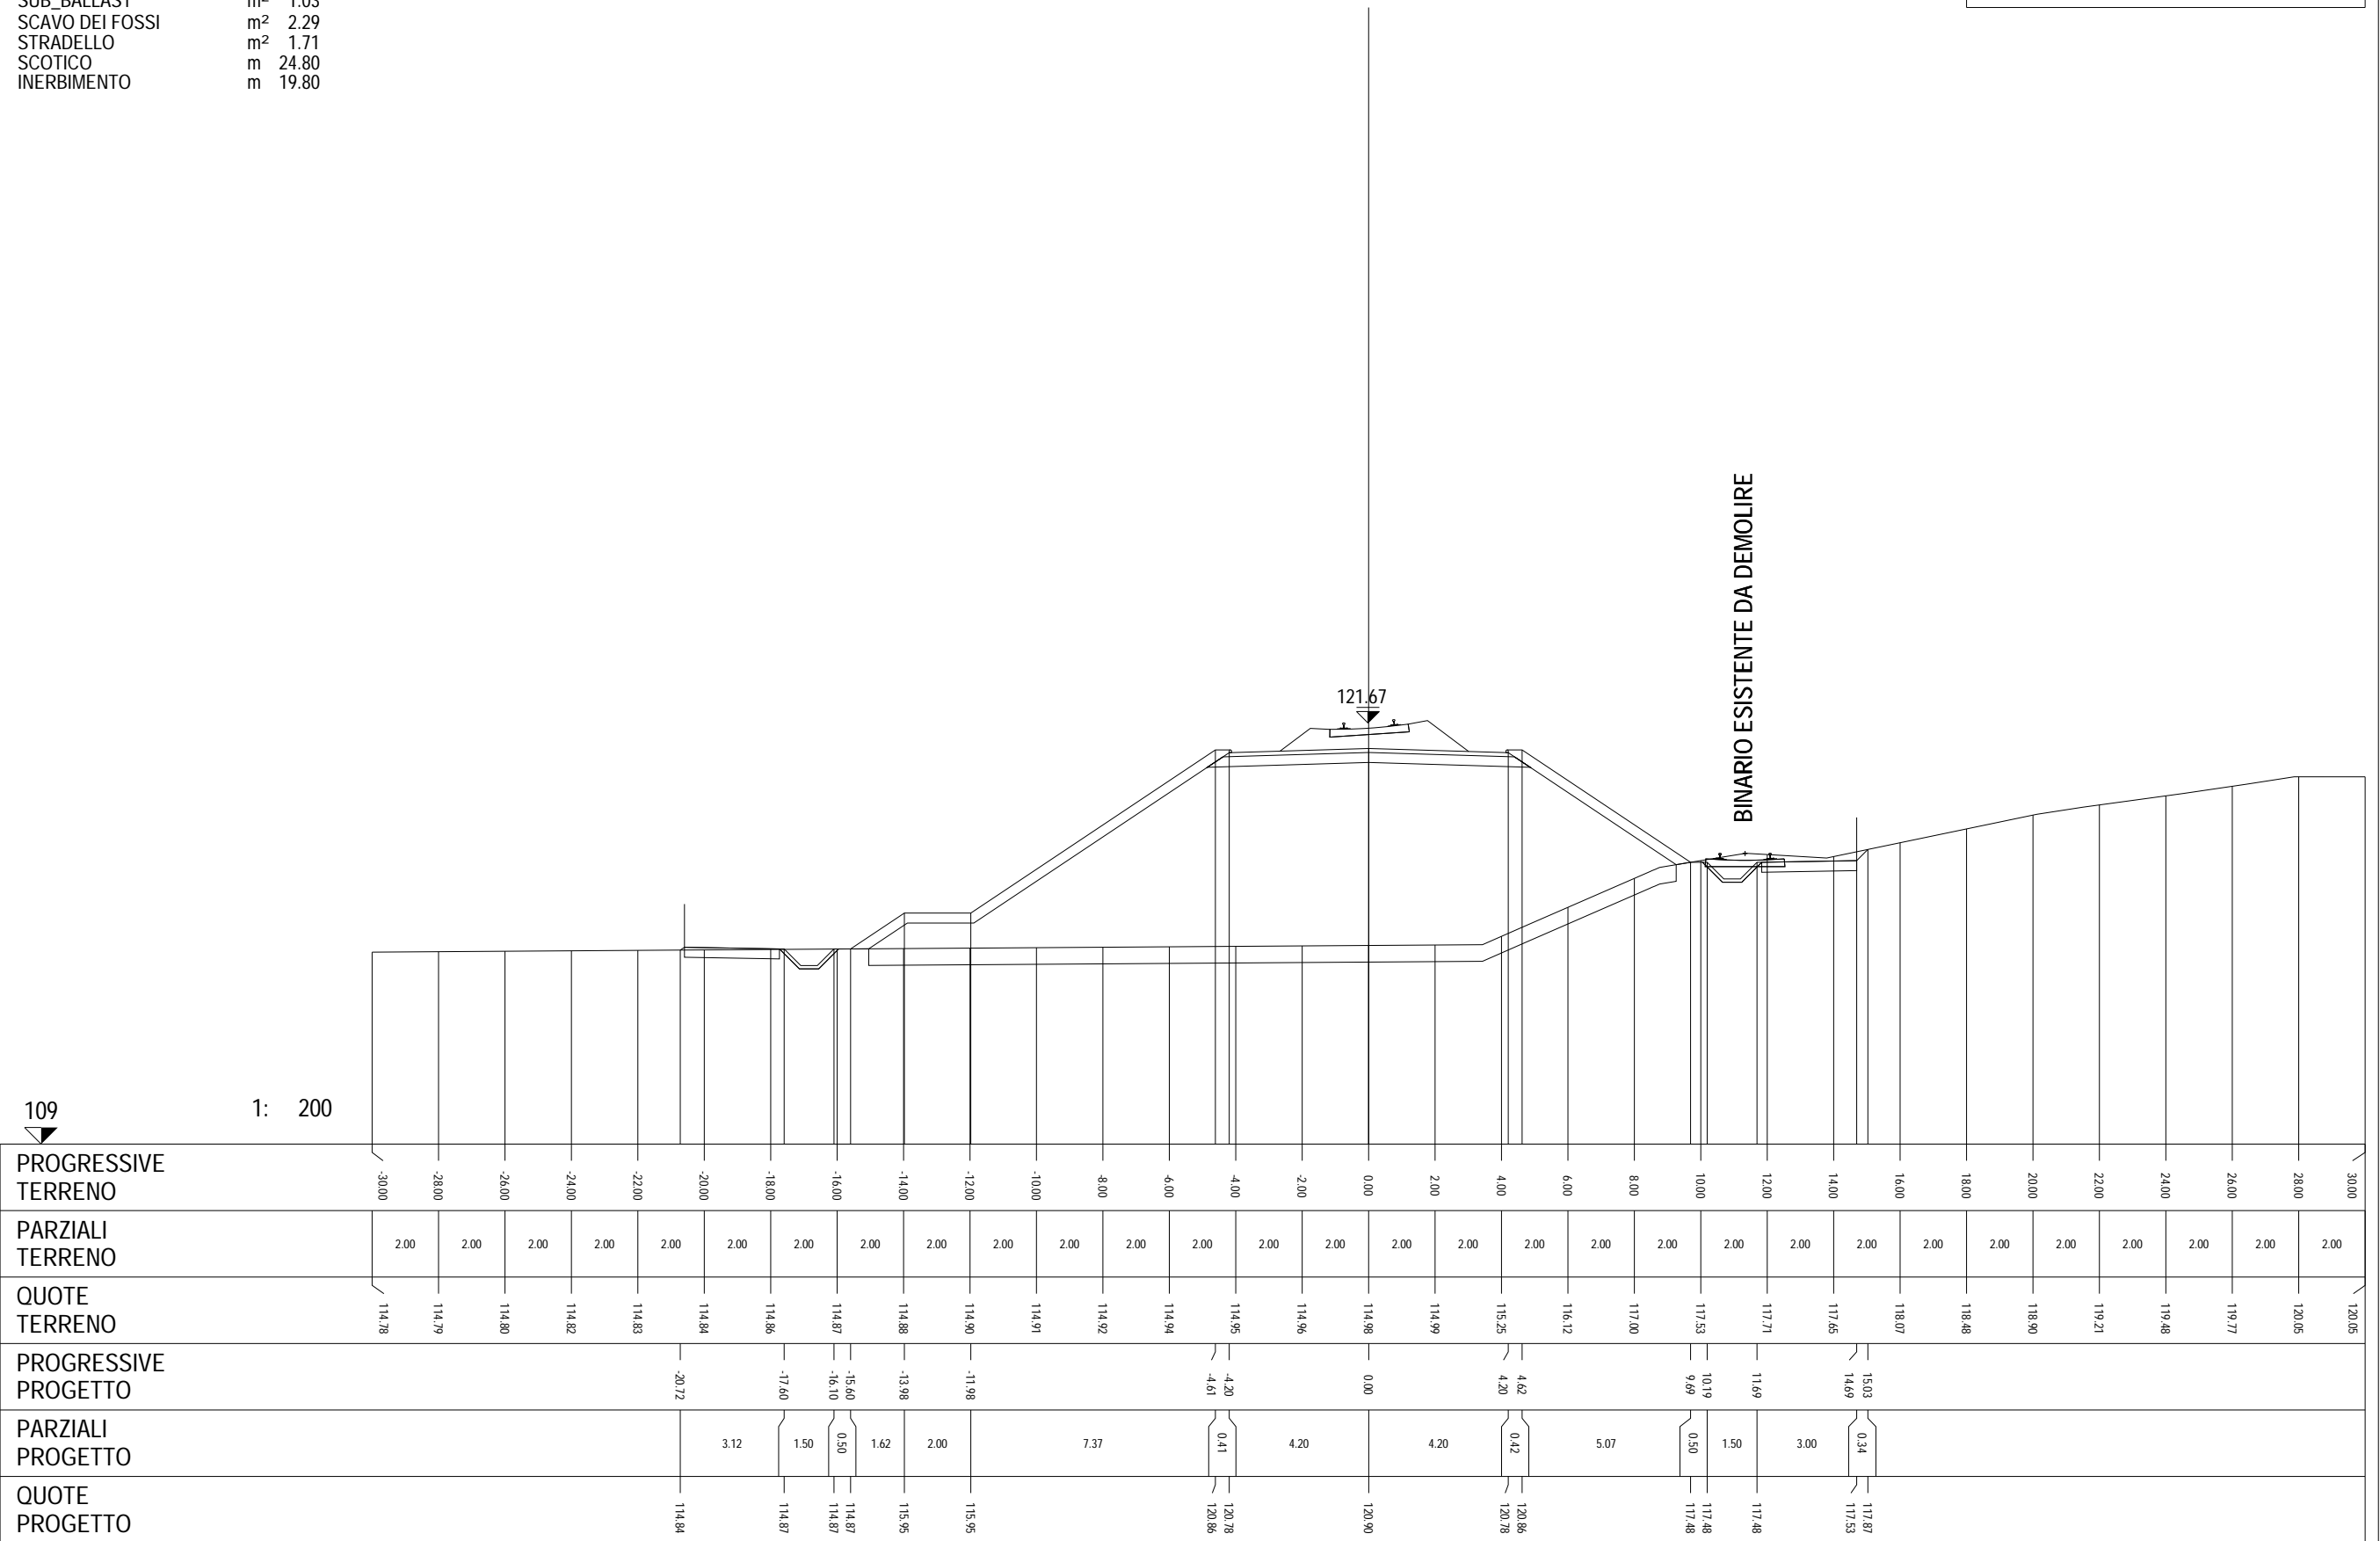 SUB_BALLAST m² 1.03
SCAVO DEI FOSSI m² 2.29
STRADELLO m² 1.71
SCOTICO m 24.80
INERBIMENTO m 19.80
BINARIO ESISTENTE DA DEMOLIRE
121.67
109 1: 200
PROGRESSIVE
TERRENO
-30.00 -28.00 -26.00 -24.00 -22.00 -20.00 -18.00 -16.00 -14.00 -12.00 -10.00 -8.00 -6.00 -4.00 -2.00 0.00 2.00 4.00 6.00 8.00 10.00 12.00 14.00 16.00 18.00 20.00 22.00 24.00 26.00 28.00 30.00
PARZIALI
TERRENO
2.00 2.00 2.00 2.00 2.00 2.00 2.00 2.00 2.00 2.00 2.00 2.00 2.00 2.00 2.00 2.00 2.00 2.00 2.00 2.00 2.00 2.00 2.00 2.00 2.00 2.00 2.00 2.00 2.00 2.00
QUOTE
TERRENO
114.78 114.79 114.80 114.82 114.83 114.84 114.86 114.87 114.88 114.90 114.91 114.92 114.94 114.95 114.96 114.98 114.99 115.25 116.12 117.00 117.53 117.71 117.65 118.07 118.48 118.90 119.21 119.48 119.77 120.05 120.05
PROGRESSIVE
PROGETTO
-20.72 -17.60 -16.10 -15.60 -13.98 -11.98 -4.61 -4.20 0.00 4.20 4.62 9.69 10.19 11.69 14.69 15.03
PARZIALI
PROGETTO
3.12 1.50 0.50 1.62 2.00 7.37 0.41 4.20 4.20 0.42 5.07 0.50 1.50 3.00 0.34
QUOTE
PROGETTO
114.84 114.87 114.87 114.87 115.95 115.95 120.86 120.78 120.90 120.78 120.86 117.48 117.48 117.48 117.53 117.87